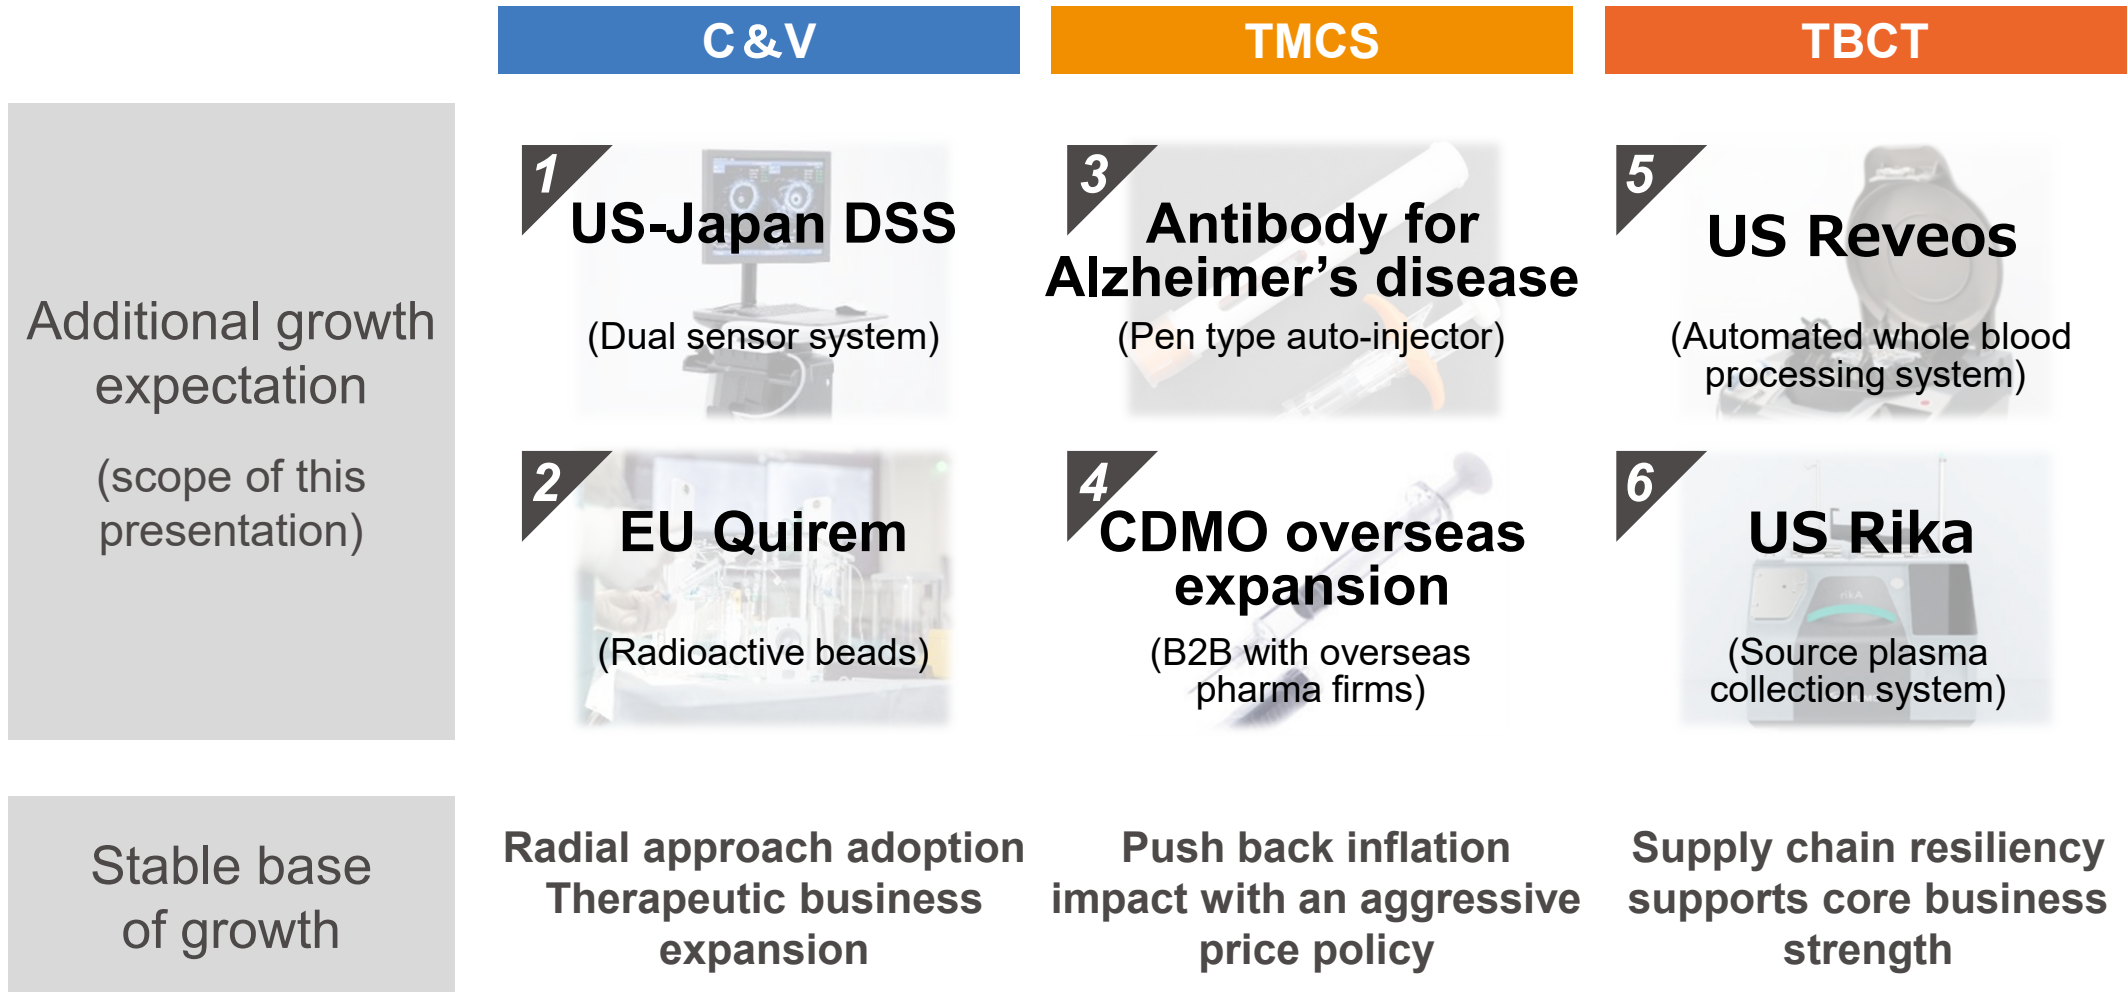 C&V
TMCS
TBCT
Additional growth
expectation
(scope of this
presentation)
1
US-Japan DSS
(Dual sensor system)
3
Antibody for
Alzheimer’s disease
(Pen type auto-injector)
5
US Reveos
(Automated whole blood
processing system)
2
EU Quirem
(Radioactive beads)
4
CDMO overseas
expansion
(B2B with overseas
pharma firms)
6
US Rika
rikA
(Source plasma
collection system)
Stable base
of growth
Radial approach adoption
Therapeutic business
expansion
Push back inflation
impact with an aggressive
price policy
Supply chain resiliency
supports core business
strength